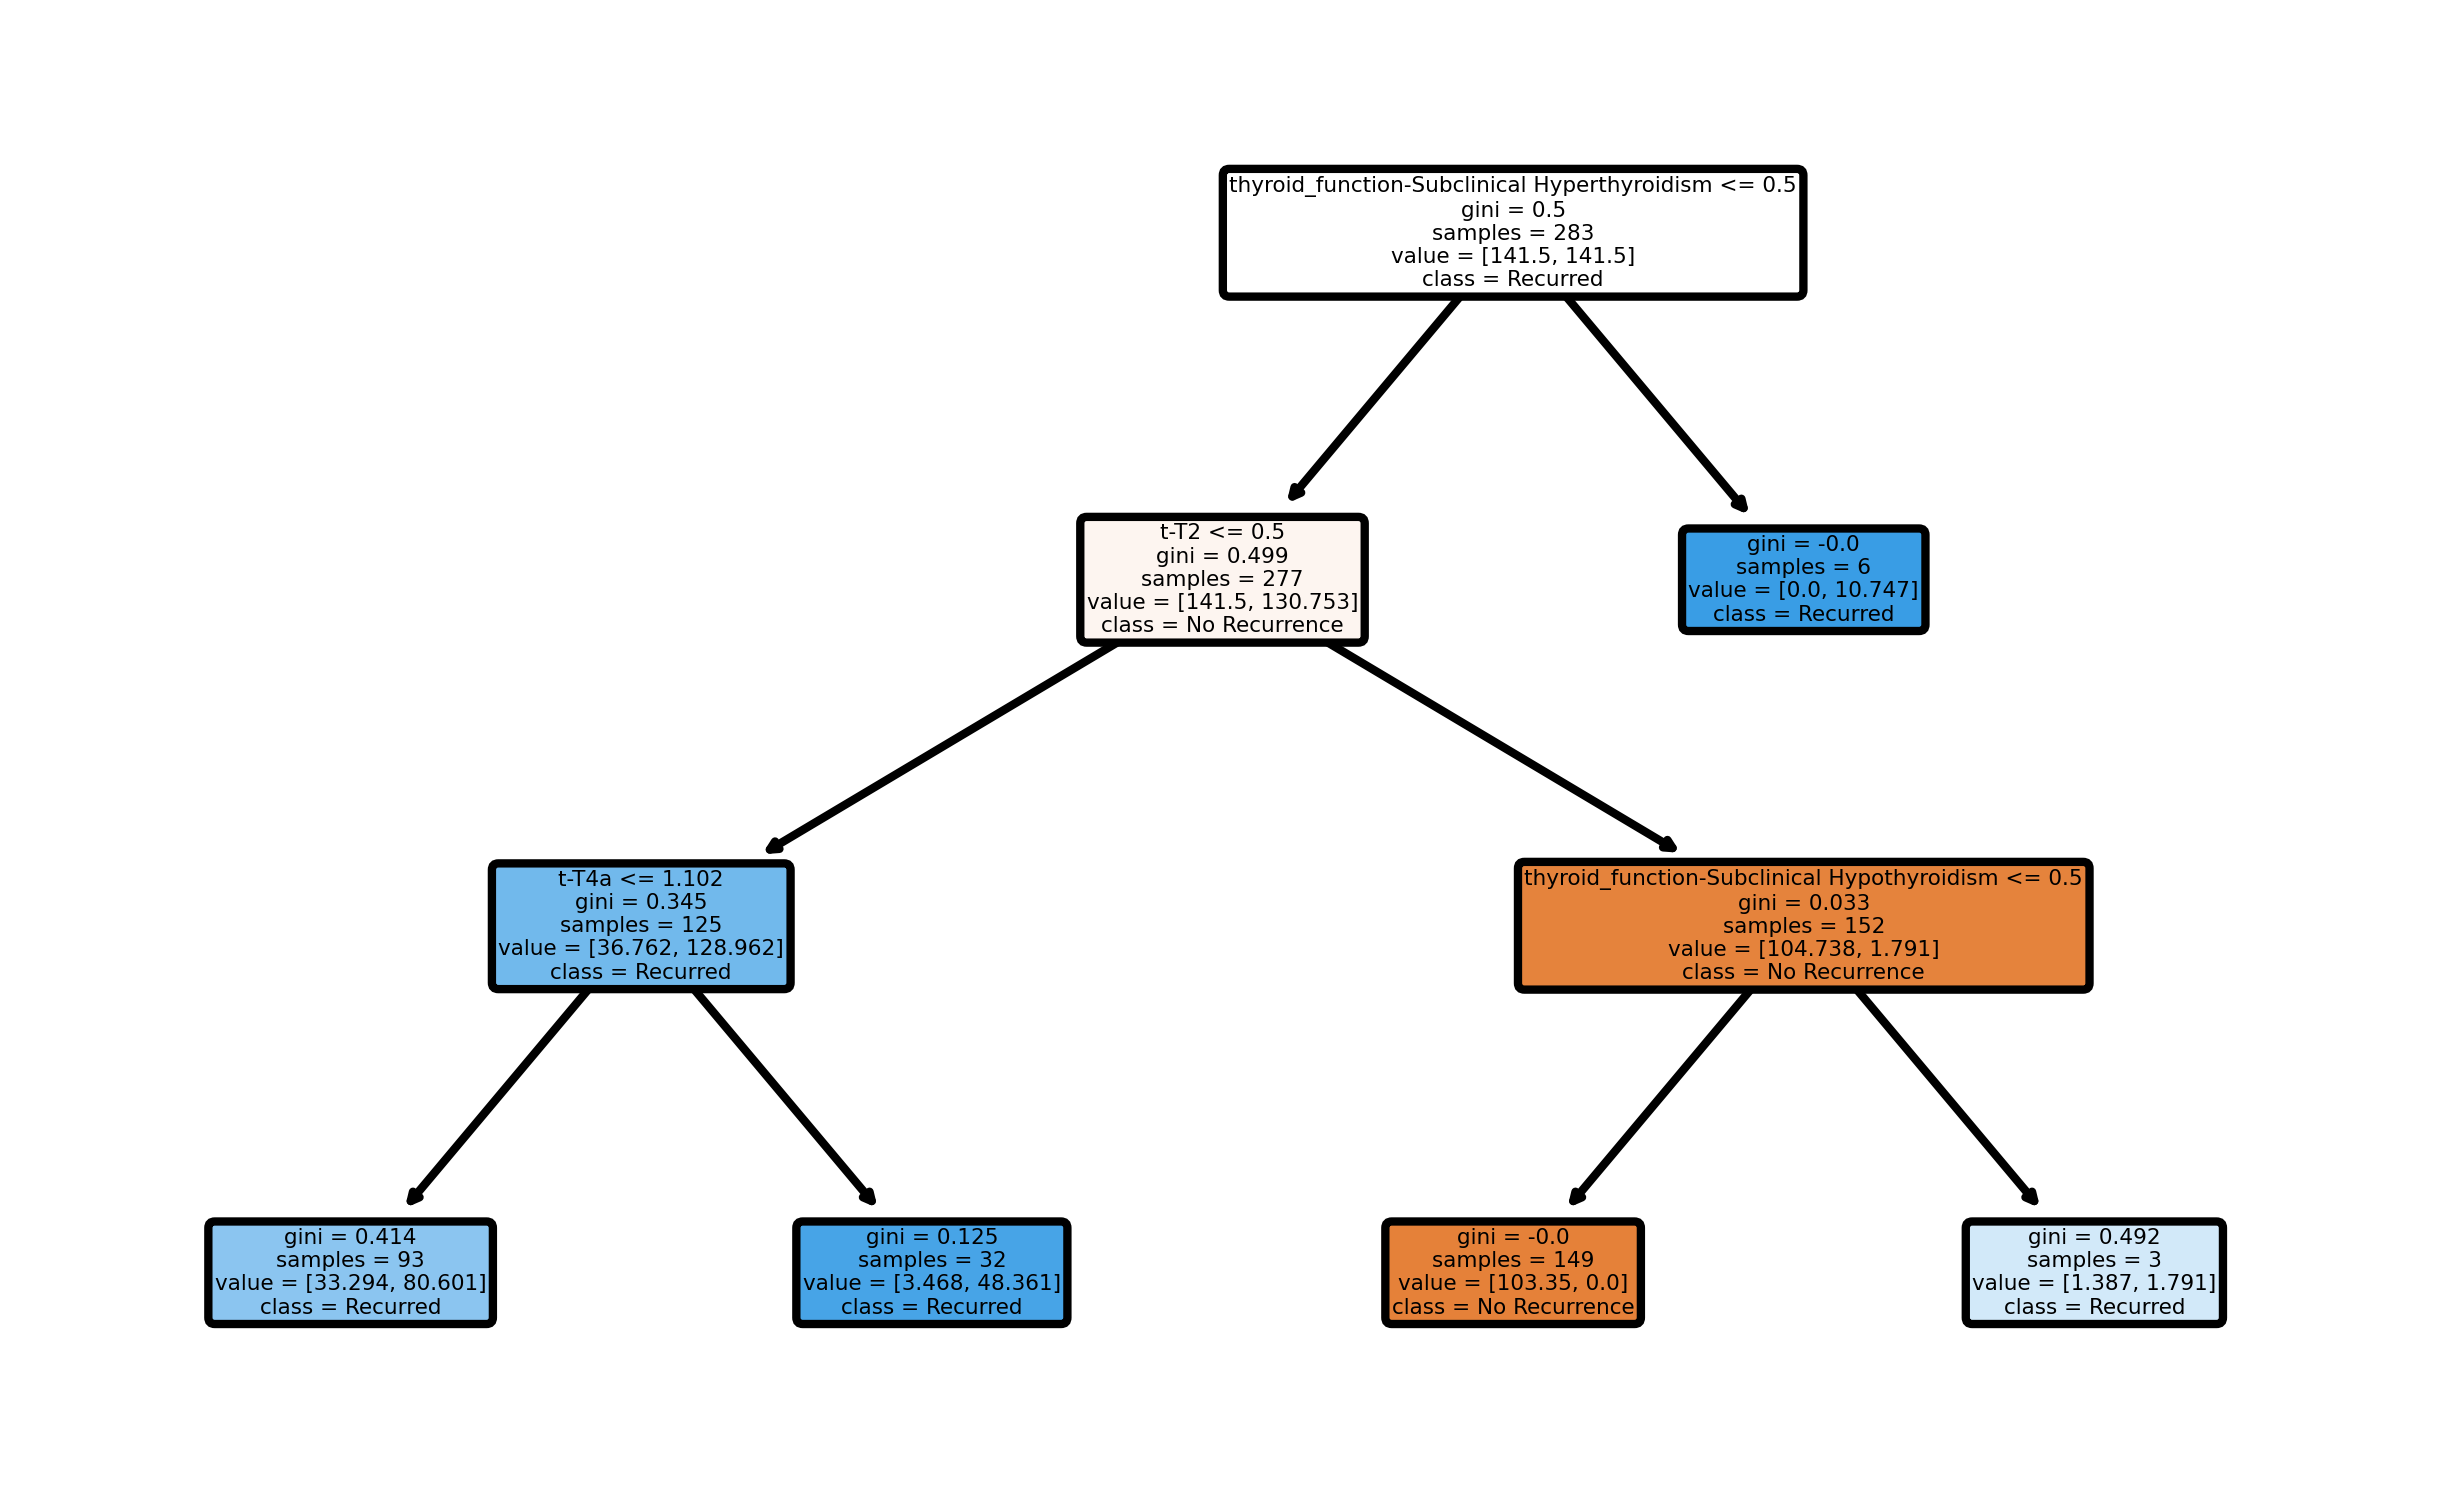 thyroid_function-Subclinical Hyperthyroidism <= 0.5
gini = 0.5
samples = 283
value = [141.5, 141.5]
class = Recurred
t-T2 <= 0.5
gini = 0.499
samples = 277
value = [141.5, 130.753]
class = No Recurrence
gini = -0.0
samples = 6
value = [0.0, 10.747]
class = Recurred
t-T4a <= 1.102
gini = 0.345
samples = 125
value = [36.762, 128.962]
class = Recurred
thyroid_function-Subclinical Hypothyroidism <= 0.5
gini = 0.033
samples = 152
value = [104.738, 1.791]
class = No Recurrence
gini = 0.414
samples = 93
value = [33.294, 80.601]
class = Recurred
gini = 0.125
samples = 32
value = [3.468, 48.361]
class = Recurred
gini = -0.0
samples = 149
value = [103.35, 0.0]
class = No Recurrence
gini = 0.492
samples = 3
value = [1.387, 1.791]
class = Recurred